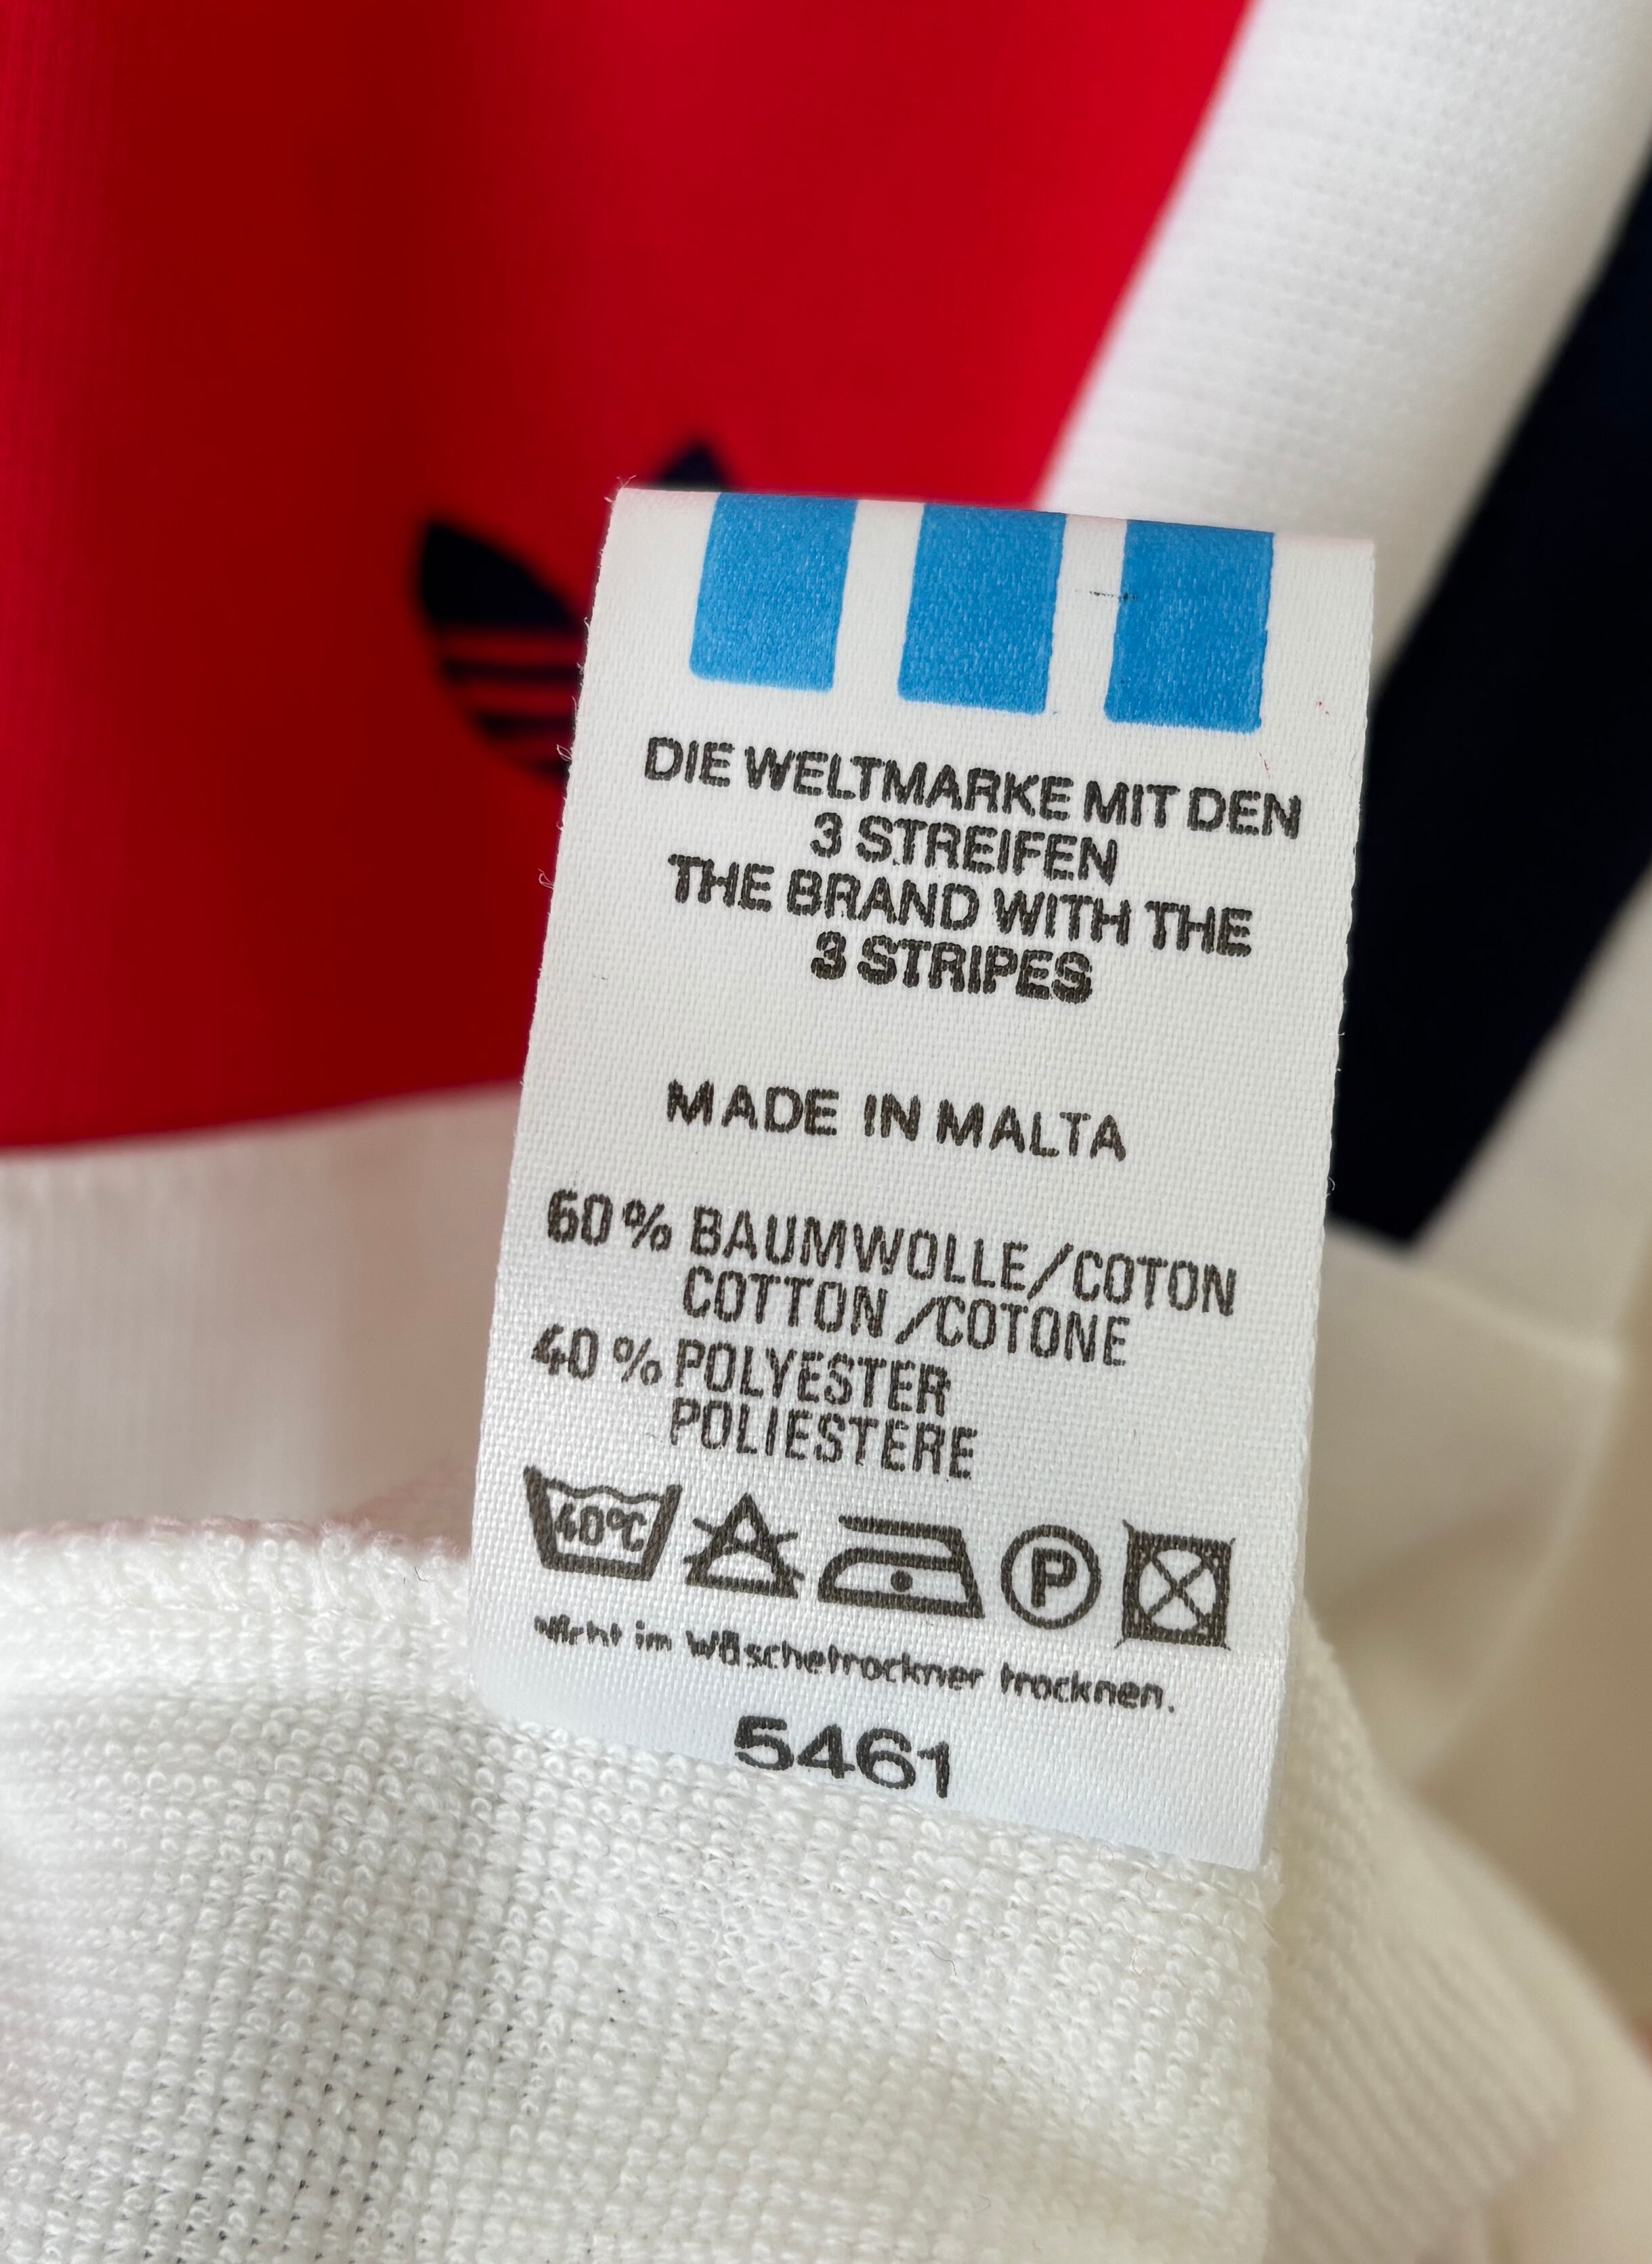 DIE WELTMARKE MIT DEN
3 STREIFEN
THE BRAND WITH THE
3 STRIPES
MADE IN MALTA
60% BAUMWOLLE/COTON
COTTON/COTONE
40% POLYESTER
POLIESTERE
40°C P
Nicht im Wäschetrockner trocknen.
5461